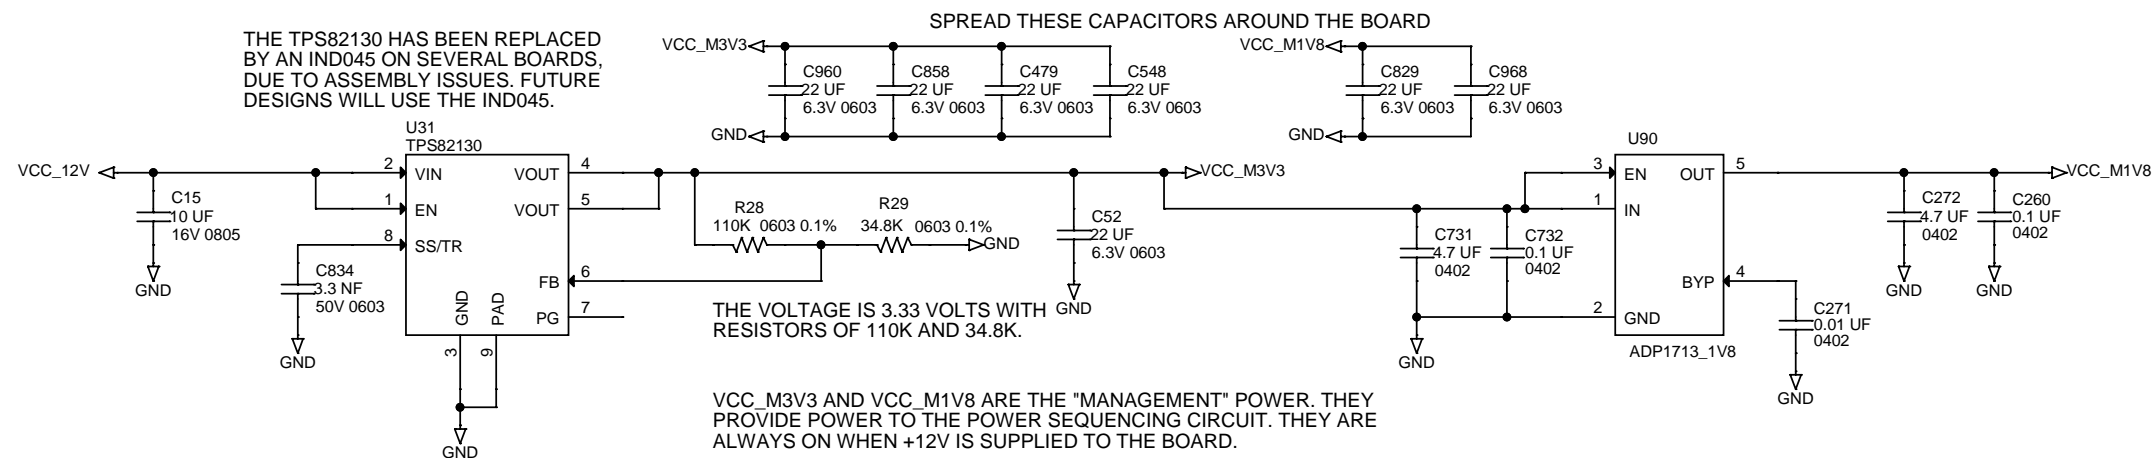 SPREAD THESE CAPACITORS AROUND THE BOARD
THE TPS82130 HAS BEEN REPLACED
BY AN IND045 ON SEVERAL BOARDS,
DUE TO ASSEMBLY ISSUES. FUTURE
DESIGNS WILL USE THE IND045.
VCC_M3V3
C960
22 UF
6.3V 0603
C858
22 UF
6.3V 0603
C479
22 UF
6.3V 0603
C548
22 UF
6.3V 0603
GND
VCC_M1V8
C829
22 UF
6.3V 0603
C968
22 UF
6.3V 0603
GND
VCC_12V
C15
10 UF
16V 0805
GND
C834
3.3 NF
50V 0603
GND
U31
TPS82130
2 VIN
1 EN
8 SS/TR
VOUT 4
VOUT 5
FB 6
PG 7
GND
PAD
3
9
GND
R28
110K 0603 0.1%
R29
34.8K 0603 0.1%
GND
C52
22 UF
6.3V 0603
GND
VCC_M3V3
THE VOLTAGE IS 3.33 VOLTS WITH
RESISTORS OF 110K AND 34.8K.
VCC_M3V3 AND VCC_M1V8 ARE THE "MANAGEMENT" POWER. THEY
PROVIDE POWER TO THE POWER SEQUENCING CIRCUIT. THEY ARE
ALWAYS ON WHEN +12V IS SUPPLIED TO THE BOARD.
C731
4.7 UF
0402
C732
0.1 UF
0402
GND
U90
3 EN
1 IN
2 GND
OUT 5
BYP 4
ADP1713_1V8
C271
0.01 UF
0402
GND
C272
4.7 UF
0402
GND
C260
0.1 UF
0402
GND
VCC_M1V8